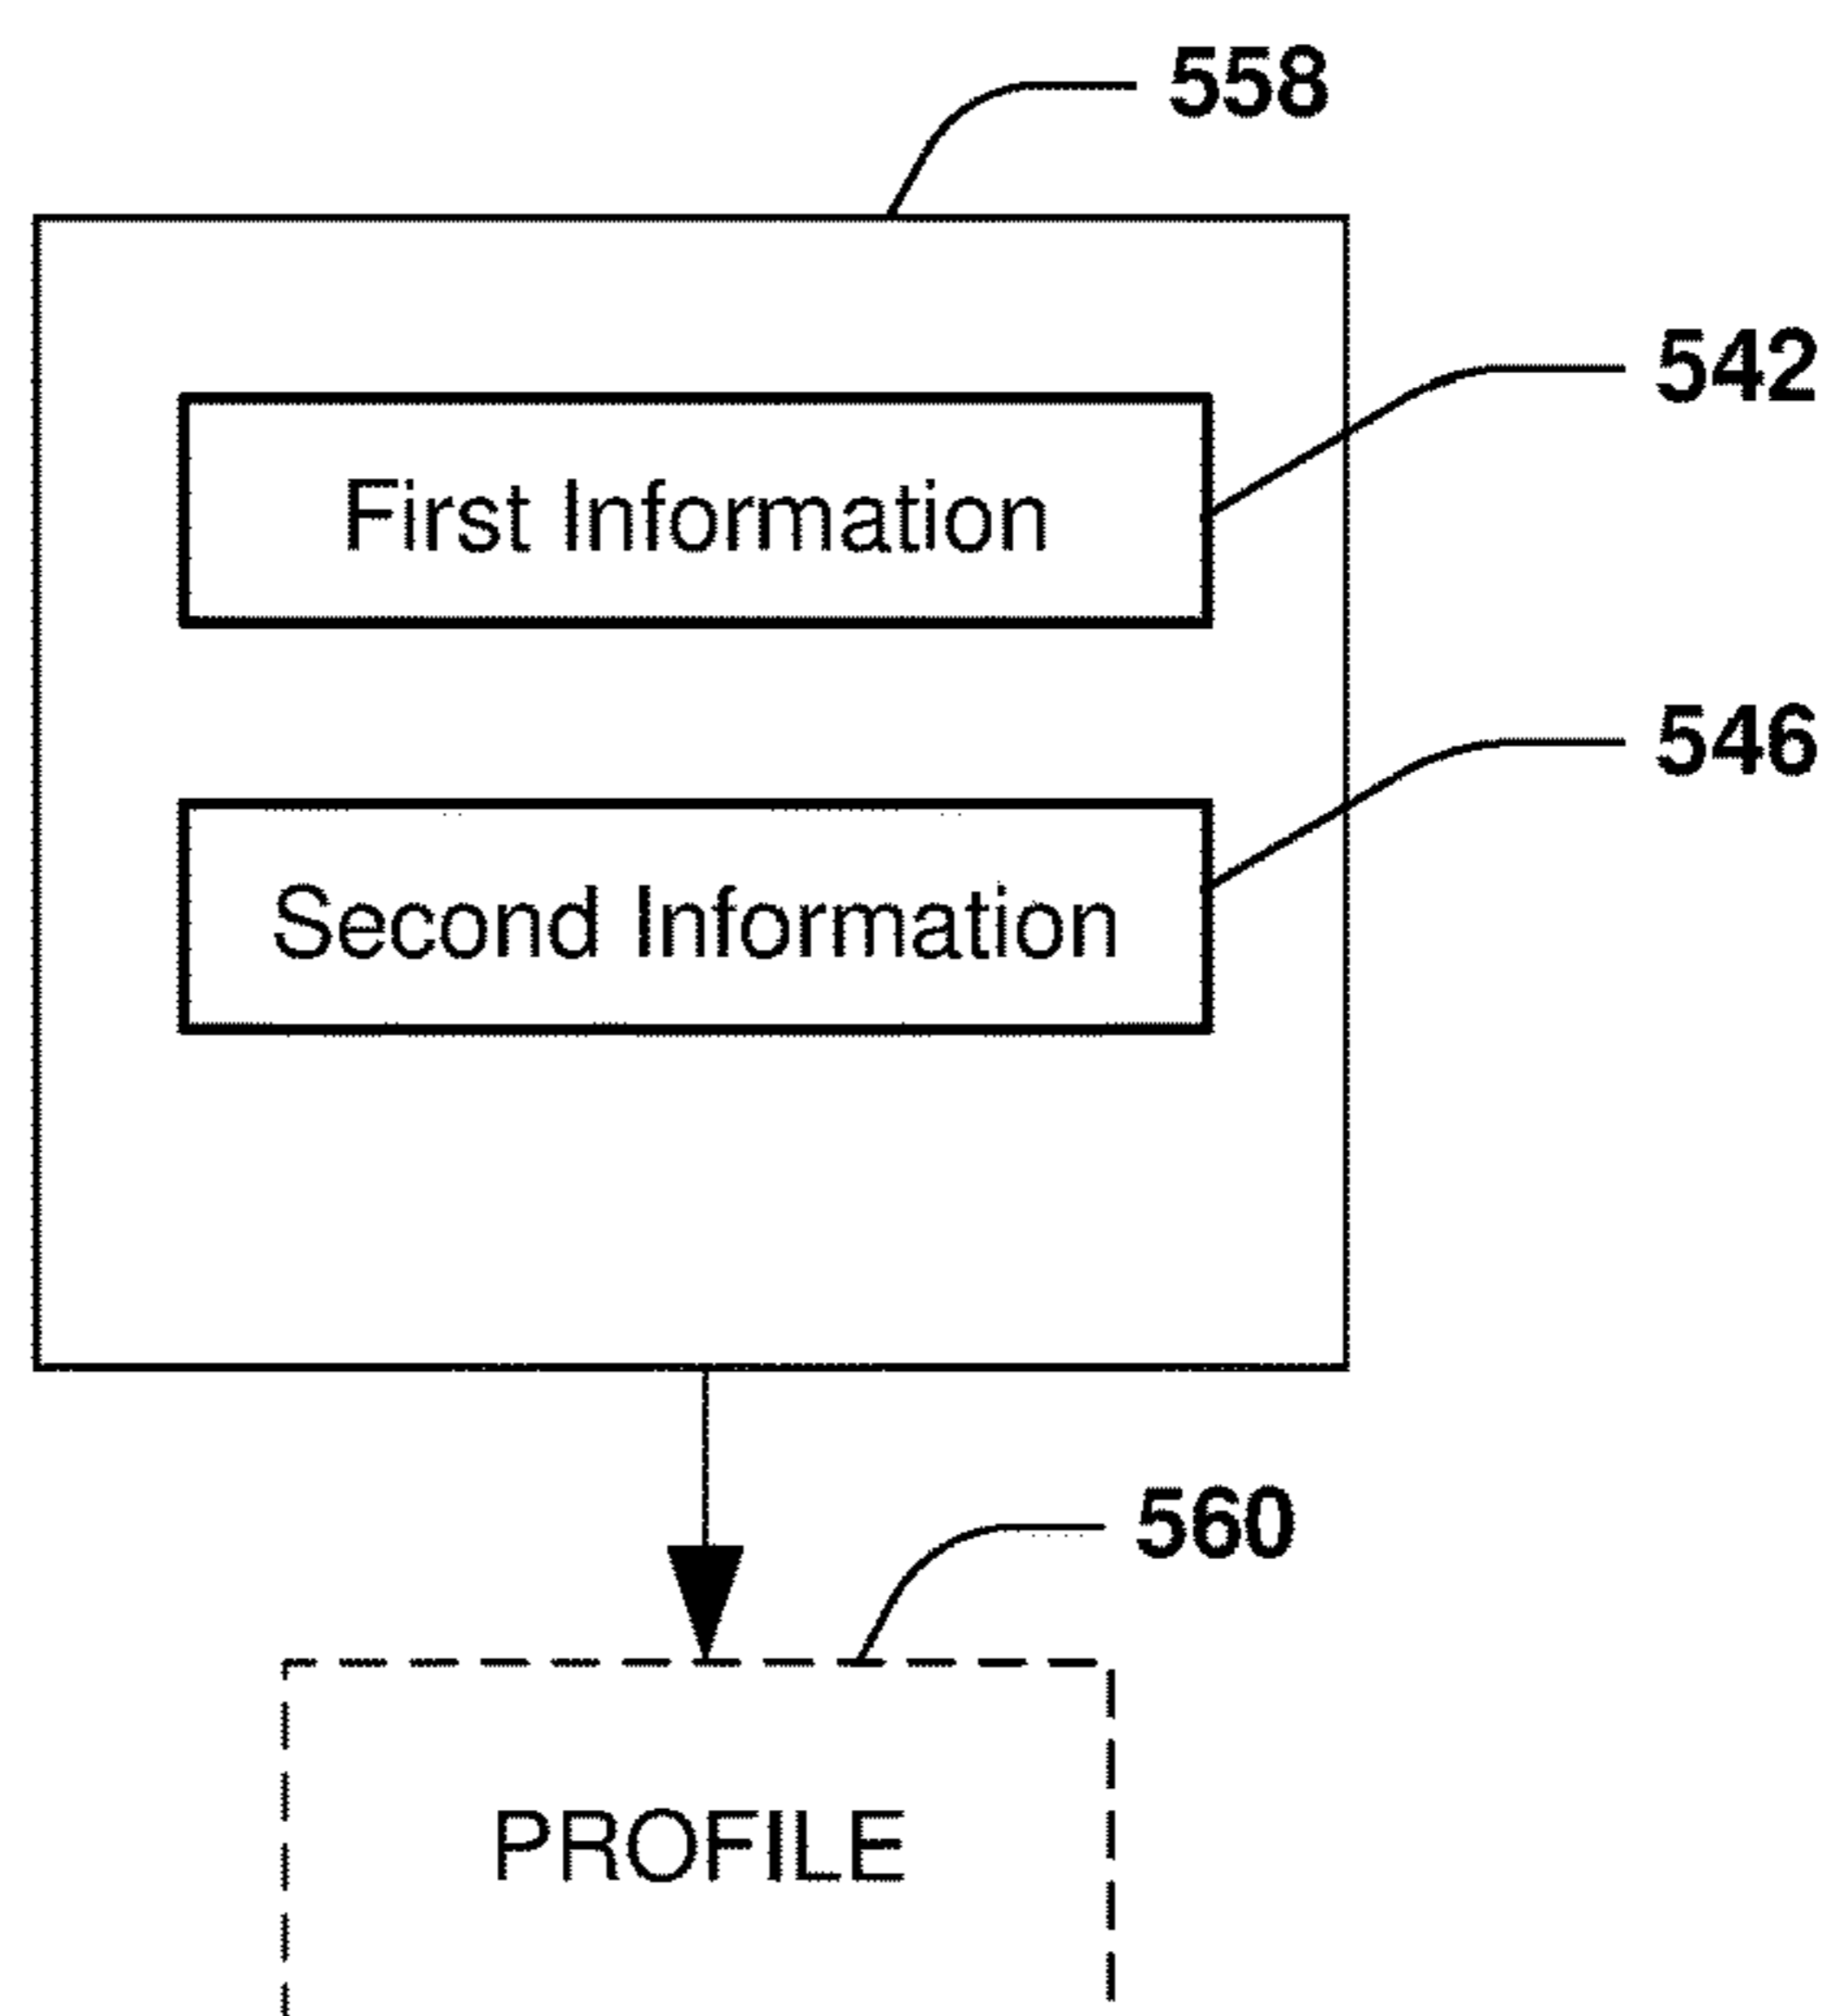 558
542
First Information
546
Second Information
560
PROFILE